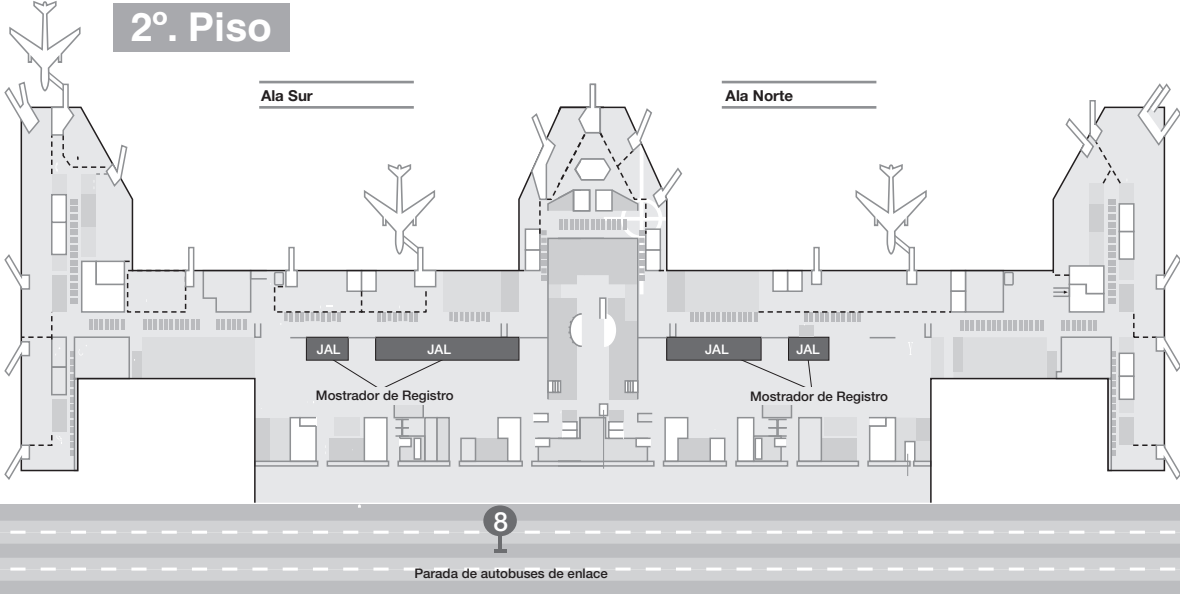 2º. Piso
Ala Sur
Ala Norte
JAL
JAL
JAL
JAL
Mostrador de Registro
Mostrador de Registro
8
Parada de autobuses de enlace